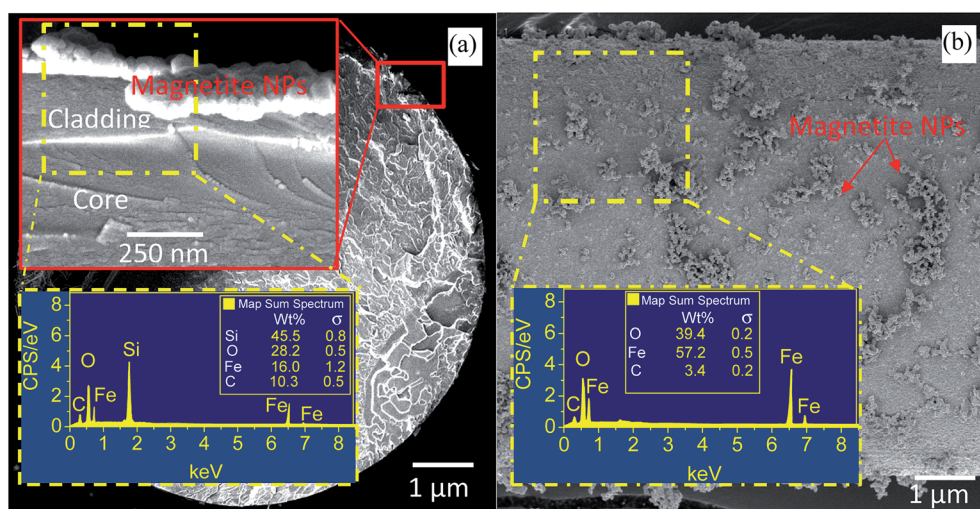 (a)
Magnetite NPs
Cladding
Core
250 nm
CPS/eV
8
6
4
2
0
Map Sum Spectrum
Wt% σ
Si 45.5 0.8
O 28.2 0.5
Fe 16.0 1.2
C 10.3 0.5
C
O
Fe
Si
Fe
Fe
0 1 2 3 4 5 6 7 8
keV
1 µm
(b)
Magnetite NPs
CPS/eV
8
6
4
2
0
Map Sum Spectrum
Wt% σ
O 39.4 0.2
Fe 57.2 0.5
C 3.4 0.2
C
O
Fe
Fe
Fe
0 1 2 3 4 5 6 7 8
keV
1 µm